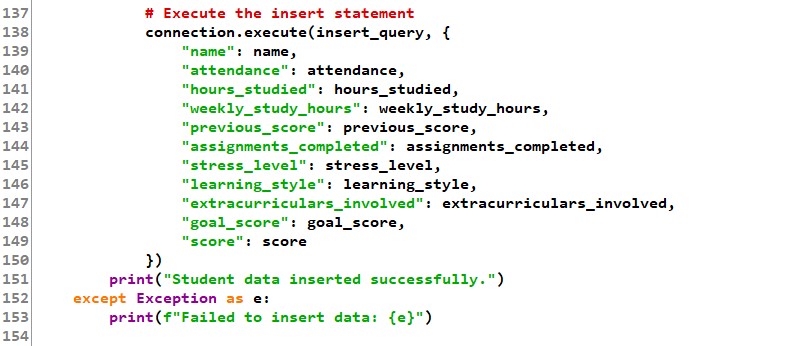 137            # Execute the insert statement
138            connection.execute(insert_query, {
139                "name": name,
140                "attendance": attendance,
141                "hours_studied": hours_studied,
142                "weekly_study_hours": weekly_study_hours,
143                "previous_score": previous_score,
144                "assignments_completed": assignments_completed,
145                "stress_level": stress_level,
146                "learning_style": learning_style,
147                "extracurriculars_involved": extracurriculars_involved,
148                "goal_score": goal_score,
149                "score": score
150            })
151        print("Student data inserted successfully.")
152    except Exception as e:
153        print(f"Failed to insert data: {e}")
154